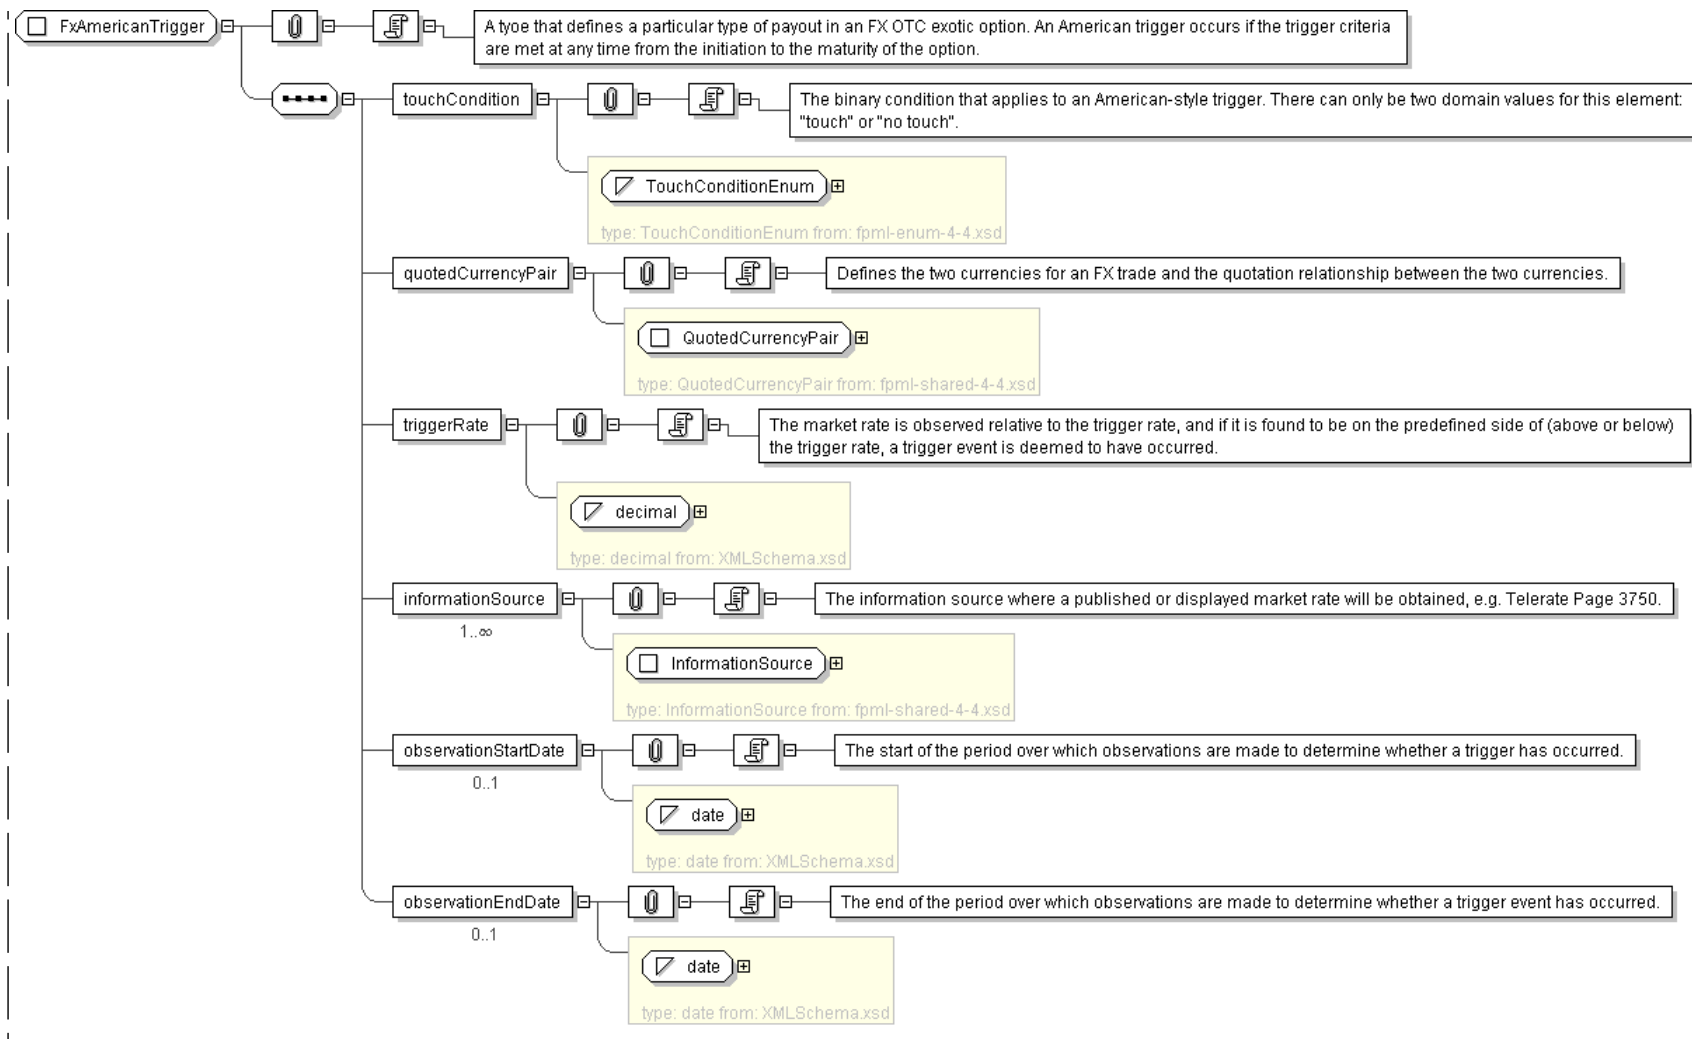 FxAmericanTrigger
A tyoe that defines a particular type of payout in an FX OTC exotic option. An American trigger occurs if the trigger criteria
are met at any time from the initiation to the maturity of the option.
touchCondition
The binary condition that applies to an American-style trigger. There can only be two domain values for this element:
"touch" or "no touch".
TouchConditionEnum
type: TouchConditionEnum from: fpml-enum-4-4.xsd
quotedCurrencyPair
Defines the two currencies for an FX trade and the quotation relationship between the two currencies.
QuotedCurrencyPair
type: QuotedCurrencyPair from: fpml-shared-4-4.xsd
triggerRate
The market rate is observed relative to the trigger rate, and if it is found to be on the predefined side of (above or below)
the trigger rate, a trigger event is deemed to have occurred.
decimal
type: decimal from: XMLSchema.xsd
informationSource
The information source where a published or displayed market rate will be obtained, e.g. Telerate Page 3750.
1..∞
InformationSource
type: InformationSource from: fpml-shared-4-4.xsd
observationStartDate
The start of the period over which observations are made to determine whether a trigger has occurred.
0..1
date
type: date from: XMLSchema.xsd
observationEndDate
The end of the period over which observations are made to determine whether a trigger event has occurred.
0..1
date
type: date from: XMLSchema.xsd